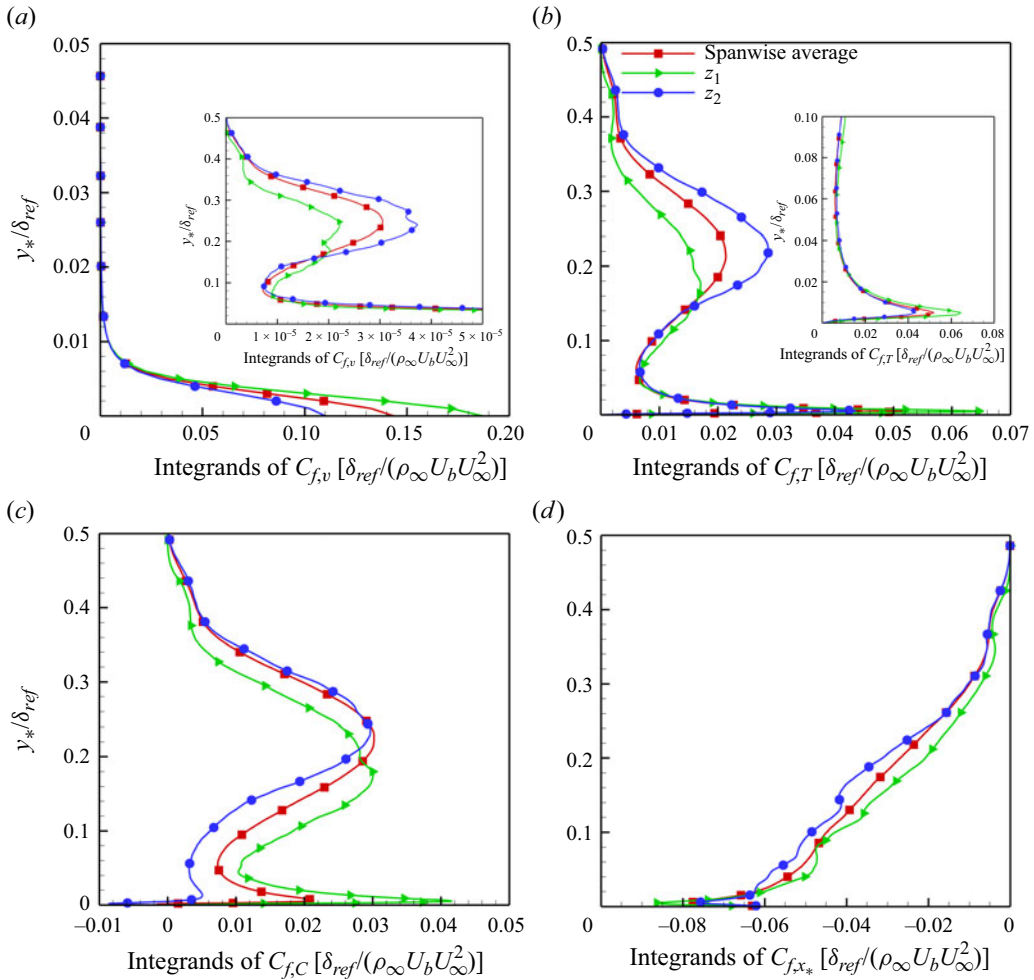 (a)
0.05
0.04
0.03
0.02
0.01
0
y*/δref
0 0.05 0.10 0.15 0.20
Integrands of Cf,v [δref/(ρ∞UbU∞²)]
0.5
0.4
0.3
0.2
0.1
y*/δref
1 × 10⁻⁵ 2 × 10⁻⁵ 3 × 10⁻⁵ 4 × 10⁻⁵ 5 × 10⁻⁵
Integrands of Cf,v [δref/(ρ∞UbU∞²)]
(b)
Spanwise average
z1
z2
0.5
0.4
0.3
0.2
0.1
0
0 0.01 0.02 0.03 0.04 0.05 0.06 0.07
Integrands of Cf,T [δref/(ρ∞UbU∞²)]
0.10
0.08
0.06
0.04
0.02
0
0.02 0.04 0.06 0.08
Integrands of Cf,T [δref/(ρ∞UbU∞²)]
(c)
0.5
0.4
0.3
0.2
0.1
0
y*/δref
–0.01 0 0.01 0.02 0.03 0.04 0.05
Integrands of Cf,C [δref/(ρ∞UbU∞²)]
(d)
0.5
0.4
0.3
0.2
0.1
–0.10 –0.08 –0.06 –0.04 –0.02 0
Integrands of Cf,x* [δref/(ρ∞UbU∞²)]